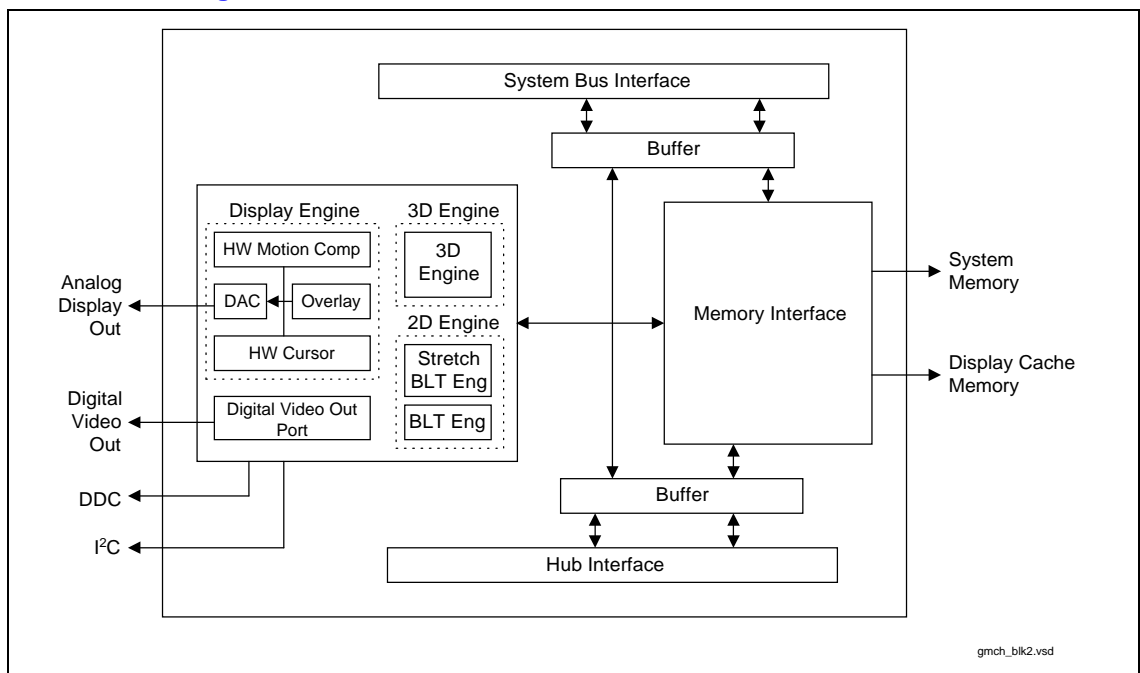 System Bus Interface
Buffer
Display Engine
3D Engine
HW Motion Comp
3D
Engine
DAC
Overlay
HW Cursor
2D Engine
Stretch
BLT Eng
BLT Eng
Digital Video Out
Port
Memory Interface
Analog
Display
Out
Digital
Video
Out
DDC
I²C
System
Memory
Display Cache
Memory
Buffer
Hub Interface
gmch_blk2.vsd